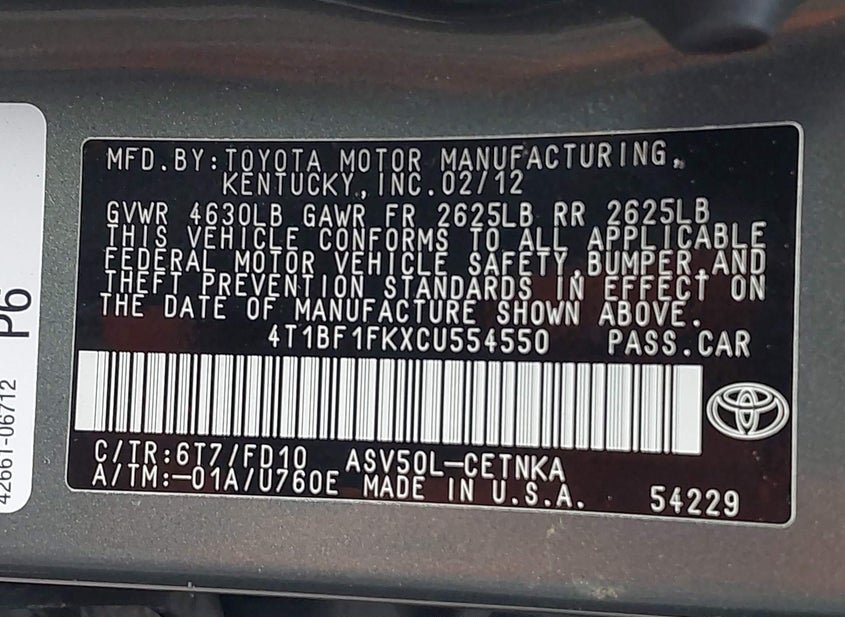 MFD.BY:TOYOTA MOTOR MANUFACTURING,
KENTUCKY,INC.02/12
GVWR 4630LB GAWR FR 2625LB RR 2625LB
THIS VEHICLE CONFORMS TO ALL APPLICABLE
FEDERAL MOTOR VEHICLE SAFETY,BUMPER,AND
THEFT PREVENTION STANDARDS IN EFFECT ON
THE DATE OF MANUFACTURE SHOWN ABOVE.
4T1BF1FKXCU554550 PASS.CAR
C/TR:6T7/FD10 ASV50L-CETNKA
A/TM:-01A/U760E MADE IN U.S.A. 54229
P6
42661-06712